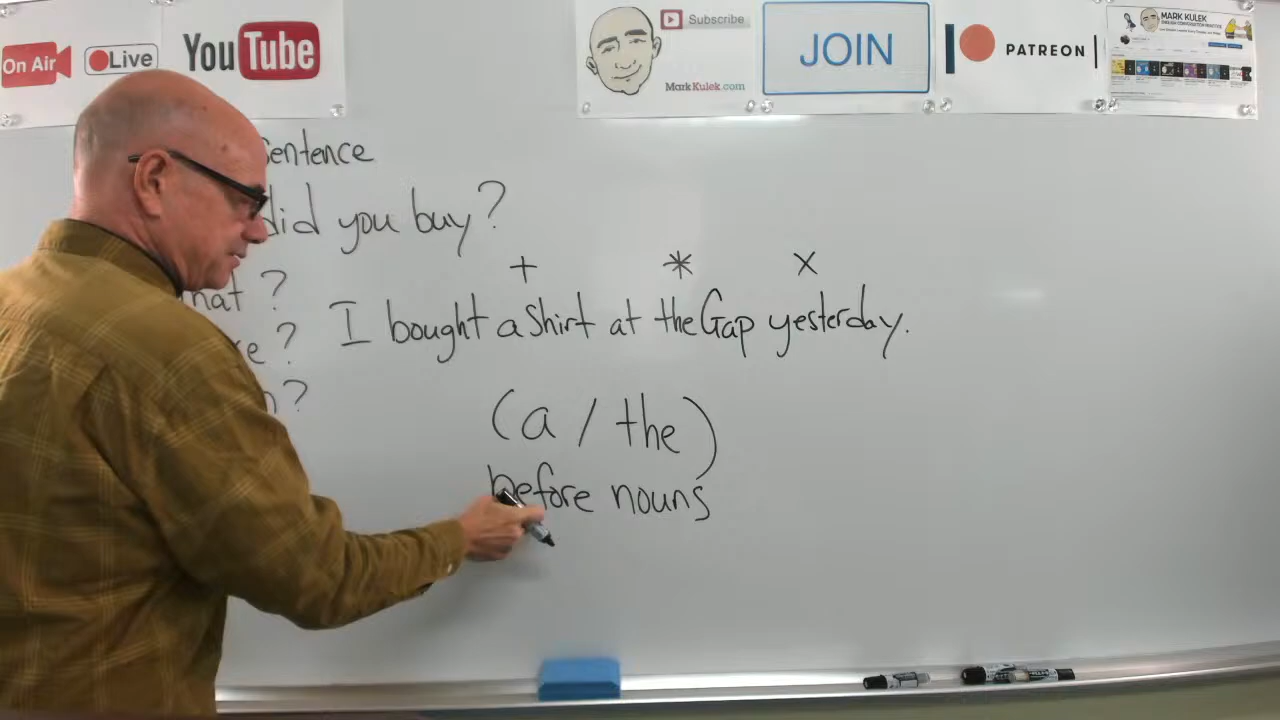 On Air
Live
YouTube
Subscribe
MarkKulek.com
JOIN
PATREON
MARK KULEK
sentence
did you buy?
+ * x
?
I bought a shirt at the Gap yesterday.
?
?
(a / the)
before nouns